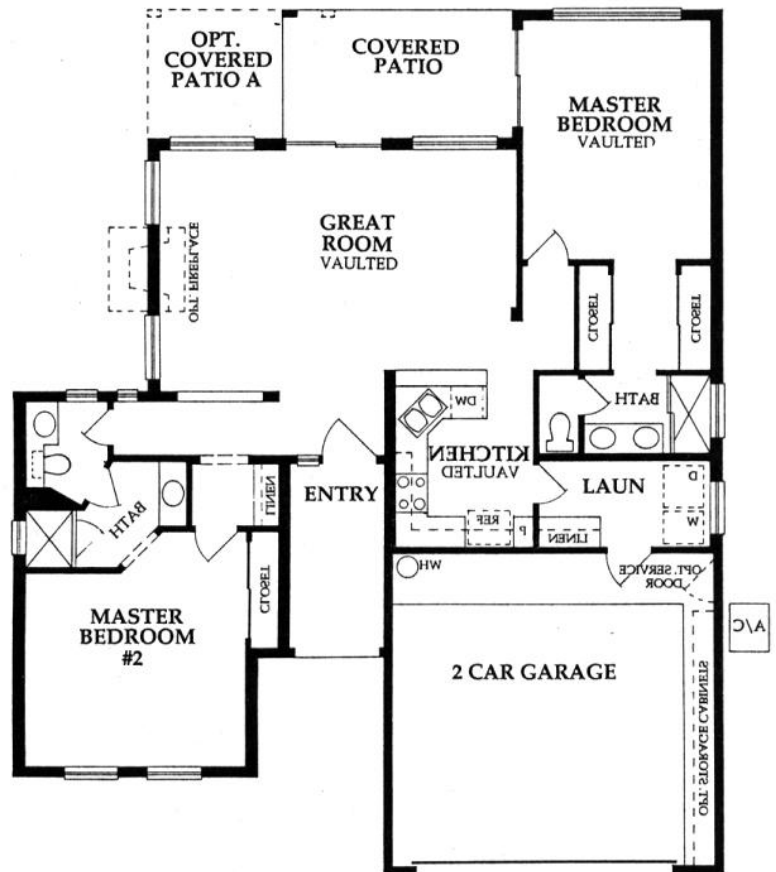 OPT.
COVERED
PATIO A
COVERED
PATIO
MASTER
BEDROOM
VAULTED
GREAT
ROOM
VAULTED
OPT. FIREPLACE
CLOSET
CLOSET
BATH
DW
KITCHEN
VAULTED
LAUN
D
W
LINEN
REF
P
ENTRY
LINEN
BATH
CLOSET
MASTER
BEDROOM
#2
WH
OPT. SERVICE
DOOR
A/C
2 CAR GARAGE
OPT. STORAGE CABINETS